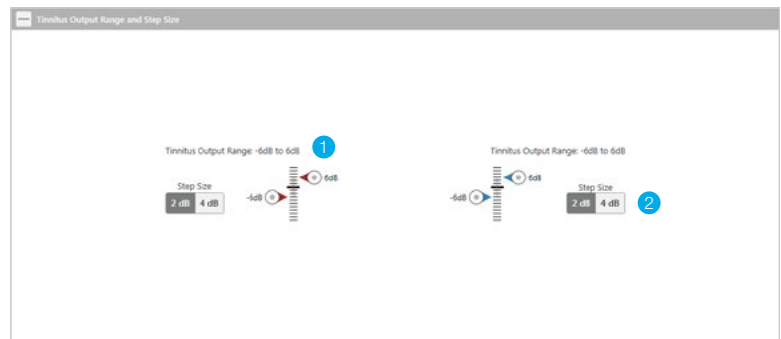 Tinnitus Output Range and Step Size
Tinnitus Output Range: -6dB to 6dB 1
Step Size
2 dB 4 dB
6dB
-6dB
Tinnitus Output Range: -6dB to 6dB
6dB
-6dB
Step Size
2 dB 4 dB 2